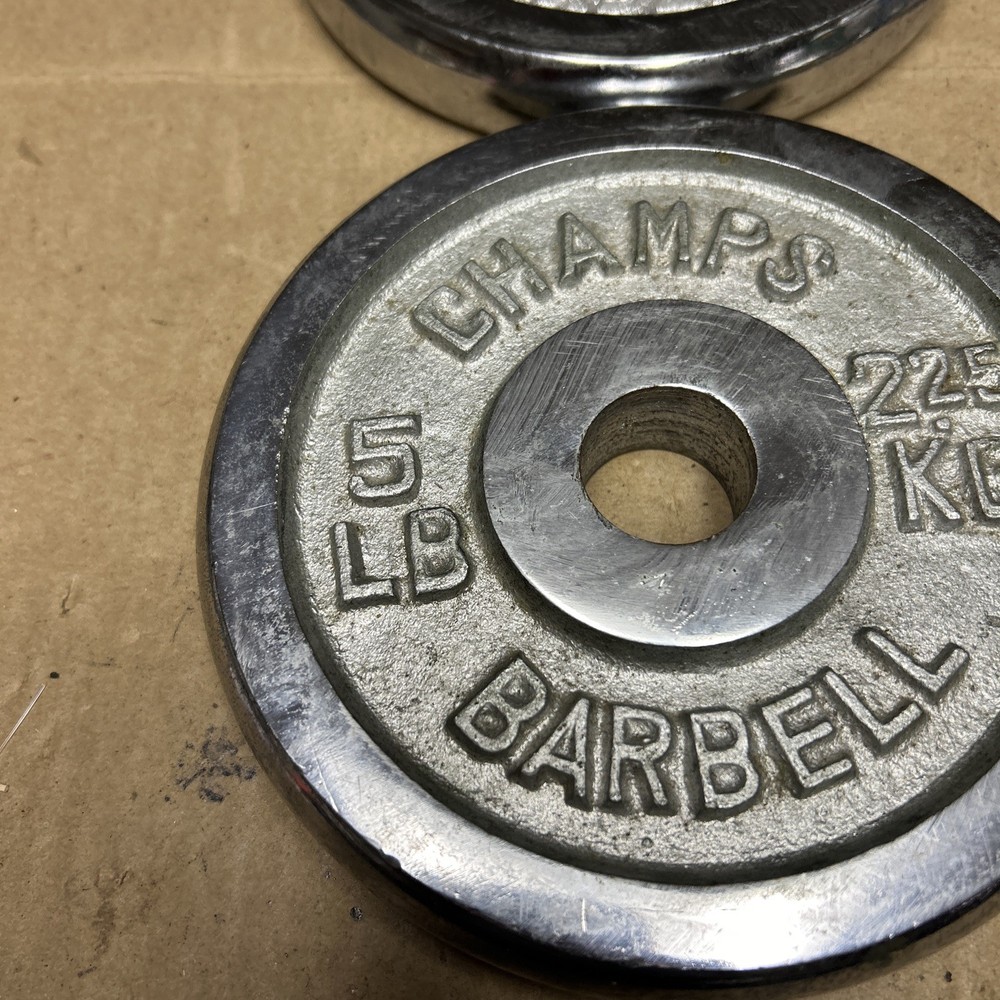 CHAMPS
5
LB
2.25
KG
BARBELL